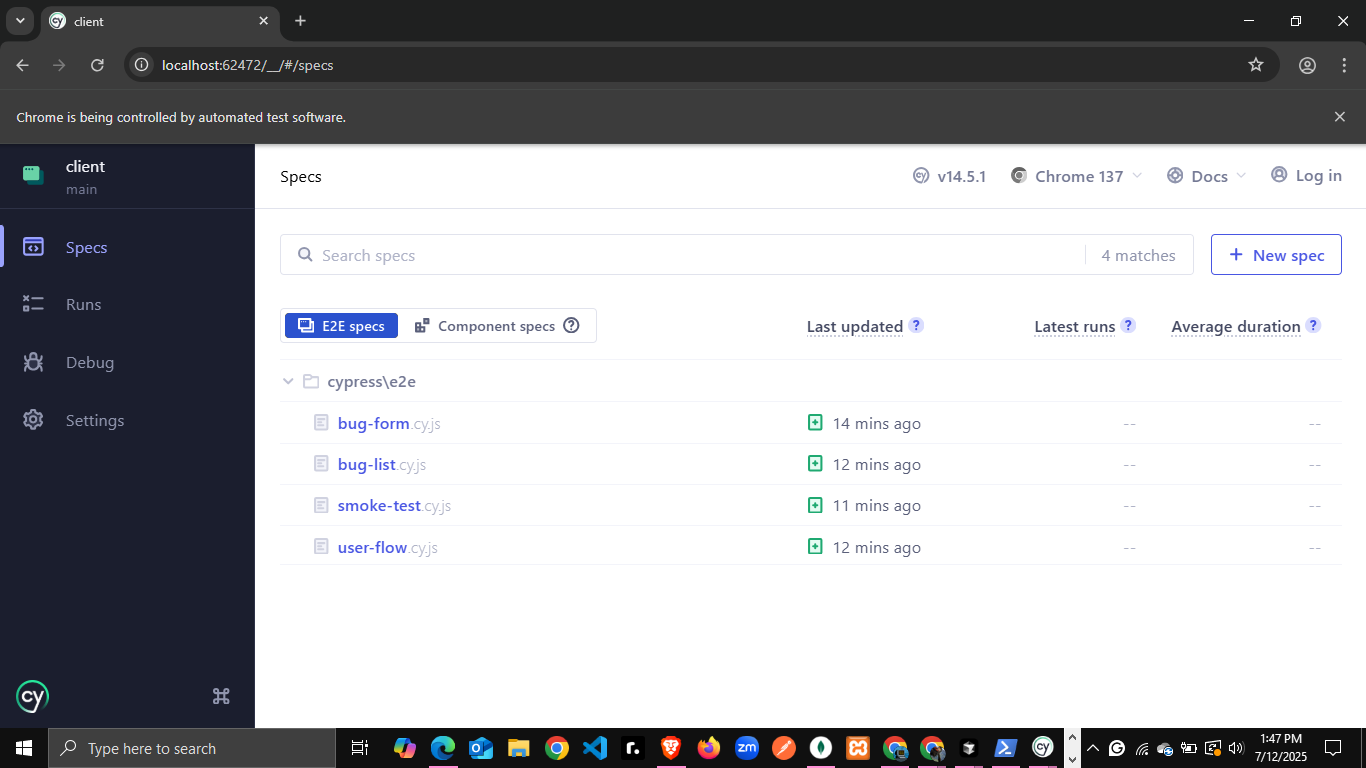 client
localhost:62472/__/#/specs
Chrome is being controlled by automated test software.
client
main
Specs
Runs
Debug
Settings
cy
Specs
v14.5.1
Chrome 137
Docs
Log in
Search specs
4 matches
+ New spec
E2E specs
Component specs ?
Last updated ?
Latest runs ?
Average duration ?
cypress\e2e
bug-form.cy.js 14 mins ago -- --
bug-list.cy.js 12 mins ago -- --
smoke-test.cy.js 11 mins ago -- --
user-flow.cy.js 12 mins ago -- --
Type here to search
zm
1:47 PM
7/12/2025